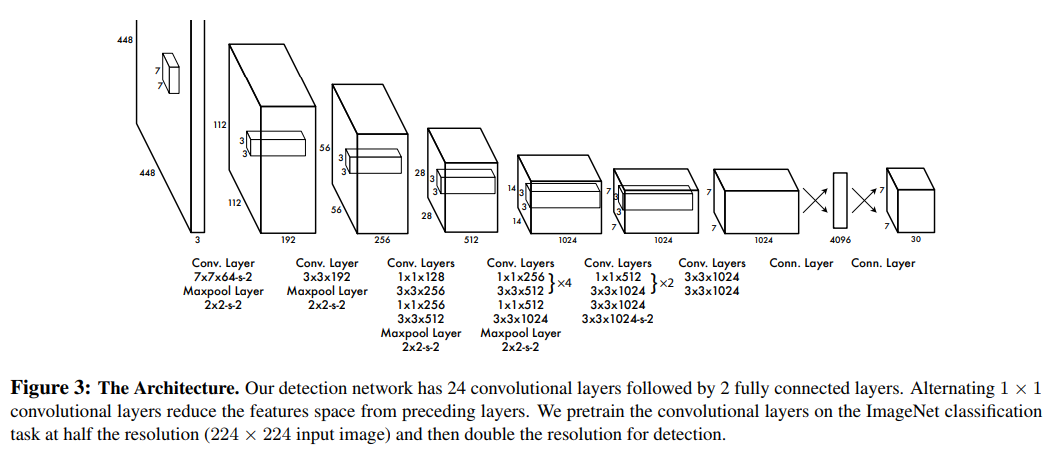 448
448
7
7
3
112
112
3
3
192
56
56
3
3
256
28
28
3
3
512
14
14
3
3
1024
7
7
3
3
1024
7
7
1024
4096
7
7
30
Conv. Layer
7x7x64-s-2
Maxpool Layer
2x2-s-2
Conv. Layer
3x3x192
Maxpool Layer
2x2-s-2
Conv. Layers
1x1x128
3x3x256
1x1x256
3x3x512
Maxpool Layer
2x2-s-2
Conv. Layers
1x1x256
3x3x512 }×4
1x1x512
3x3x1024
Maxpool Layer
2x2-s-2
Conv. Layers
1x1x512
3x3x1024 }×2
3x3x1024
3x3x1024-s-2
Conv. Layers
3x3x1024
3x3x1024
Conn. Layer
Conn. Layer
Figure 3: The Architecture. Our detection network has 24 convolutional layers followed by 2 fully connected layers. Alternating 1 × 1
convolutional layers reduce the features space from preceding layers. We pretrain the convolutional layers on the ImageNet classification
task at half the resolution (224 × 224 input image) and then double the resolution for detection.